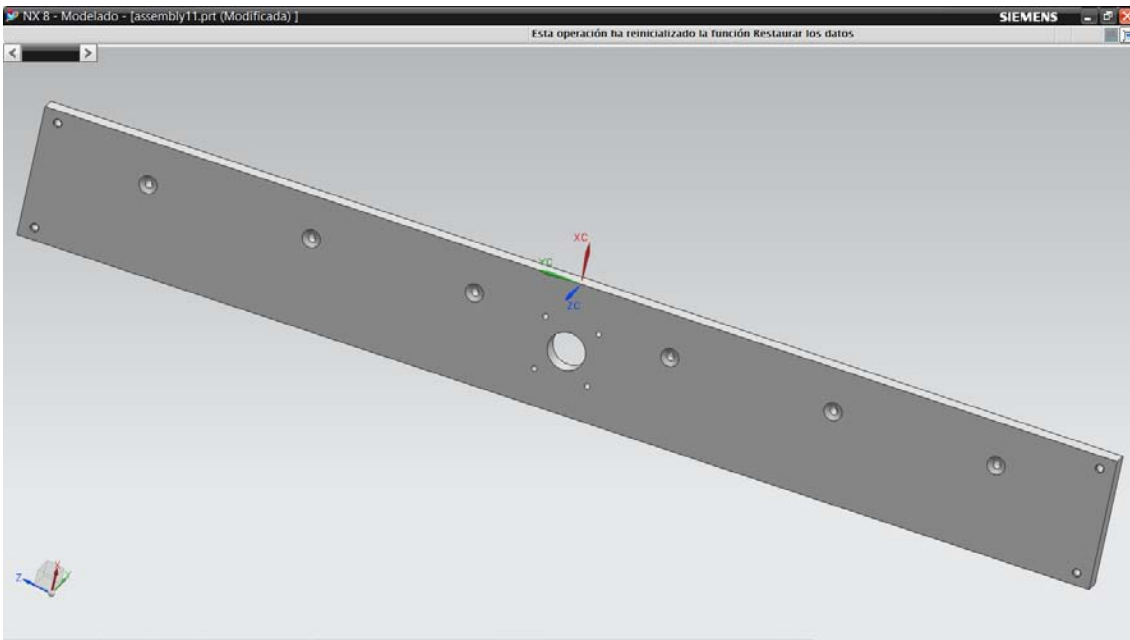 NX 8 - Modelado - [assembly11.prt (Modificada) ]
SIEMENS
Esta operación ha reinicializado la función Restaurar los datos
XC
YC
ZC
X
Z
Y